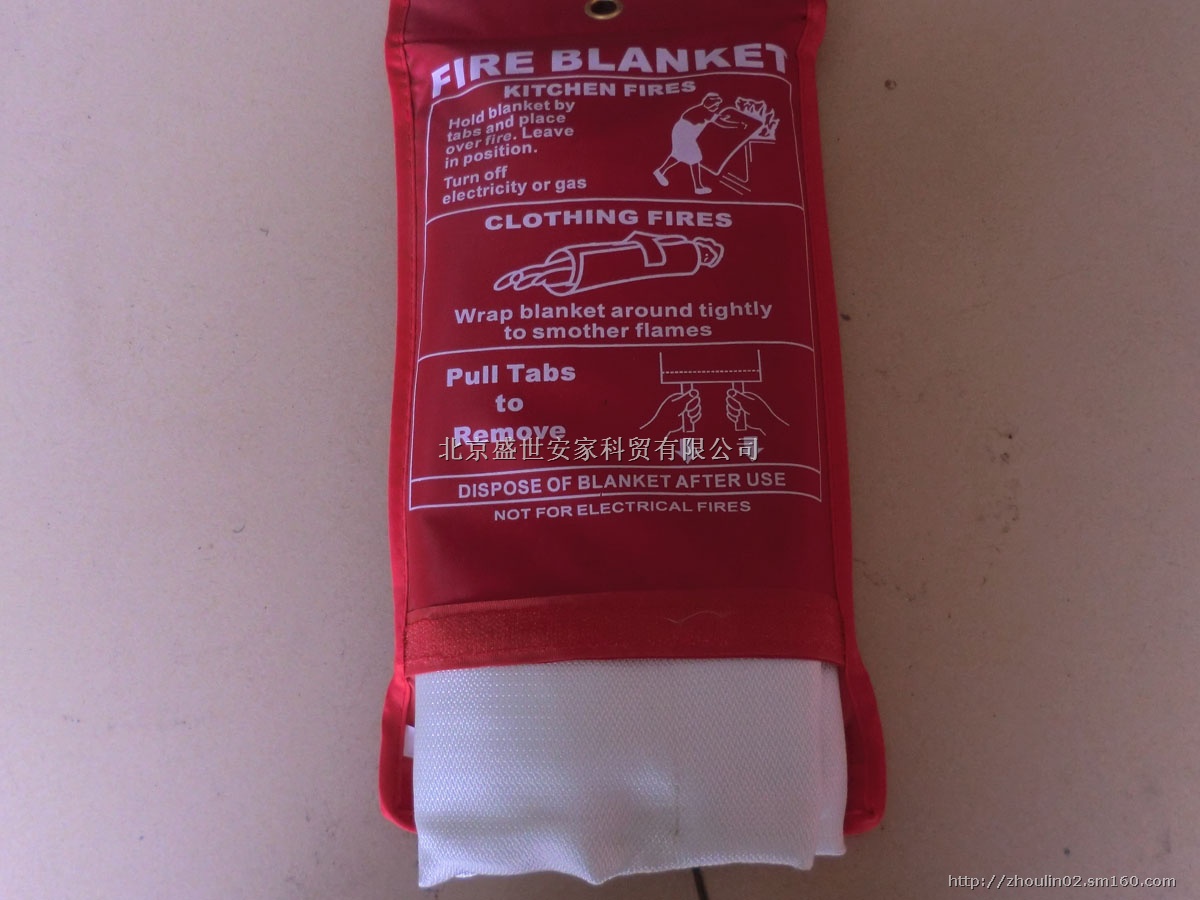 FIRE BLANKET
KITCHEN FIRES
Hold blanket by
tabs and place
over fire. Leave
in position.
Turn off
electricity or gas
CLOTHING FIRES
Wrap blanket around tightly
to smother flames
Pull Tabs
to
Remove
北京盛世安家科贸有限公司
DISPOSE OF BLANKET AFTER USE
NOT FOR ELECTRICAL FIRES
http://zhoulin02.sm160.com